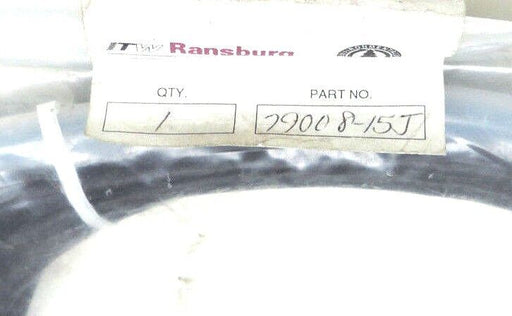 ITW Ransburg
QTY. PART NO.
1 79008-15J